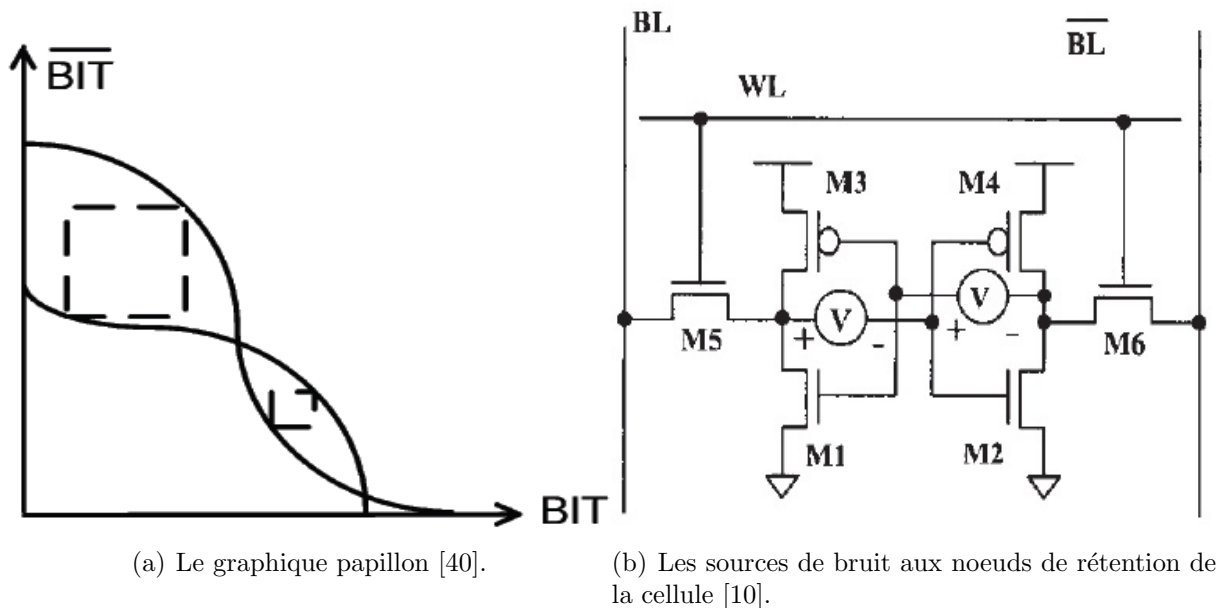 BIT
BIT
(a) Le graphique papillon [40].
BL
BL
WL
M3
M4
V
V
+
-
+
-
M5
M6
M1
M2
(b) Les sources de bruit aux noeuds de rétention de
la cellule [10].